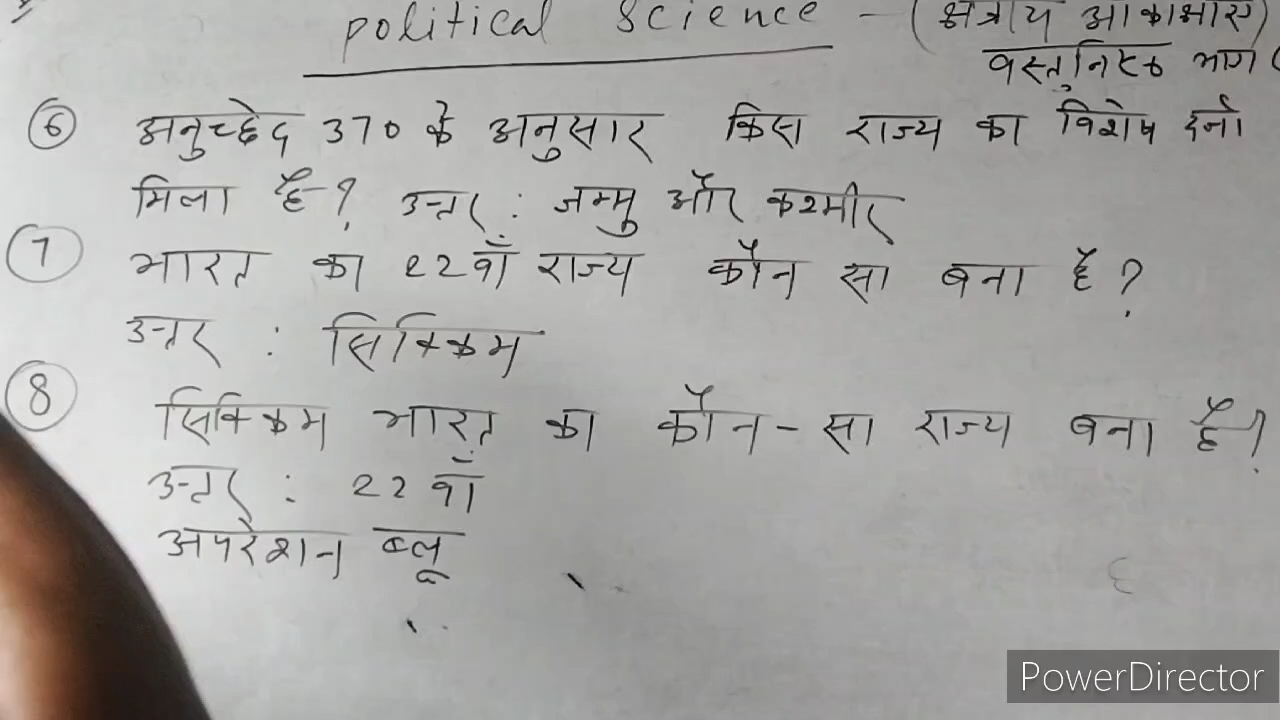 political Science - (क्षेत्रीय आकांक्षाएं)
वस्तुनिष्ठ भाग (
⑥ अनुच्छेद 370 के अनुसार किस राज्य का विशेष दर्जा
मिला है? उत्तर : जम्मु और कश्मीर
⑦ भारत का 22वाँ राज्य कौन सा बना है?
उत्तर : सिक्किम
⑧ सिक्किम भारत का कौन-सा राज्य बना है?
उत्तर : 22 वाँ
अपरेशन ब्लू
PowerDirector